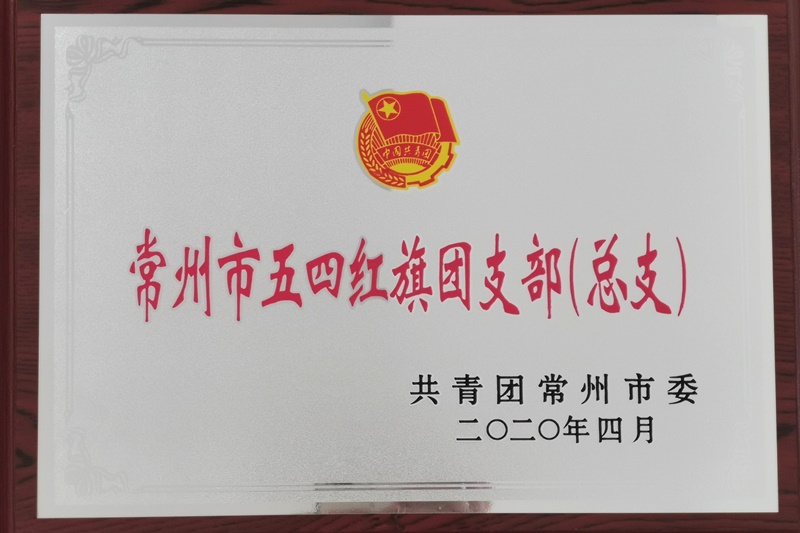 中国共青团
常州市五四红旗团支部(总支)
共青团常州市委
二〇二〇年四月